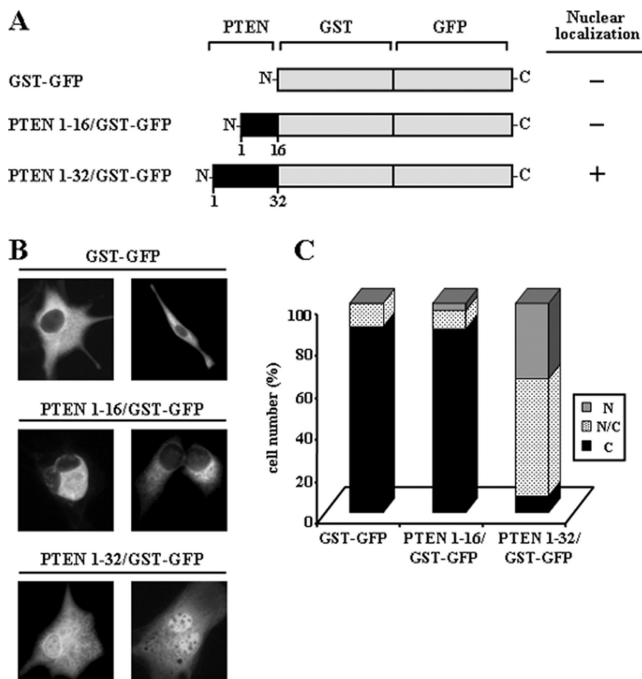 A
PTEN GST GFP
Nuclear
localization
GST-GFP N- -C −
PTEN 1-16/GST-GFP N- -C −
1 16
PTEN 1-32/GST-GFP N- -C +
1 32
B
GST-GFP
PTEN 1-16/GST-GFP
PTEN 1-32/GST-GFP
C
cell number (%)
100
80
60
40
20
0
GST-GFP
PTEN 1-16/
GST-GFP
PTEN 1-32/
GST-GFP
N
N/C
C